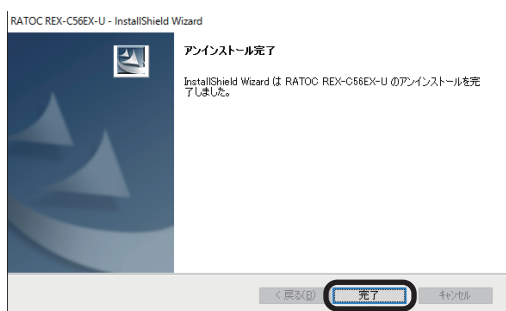 RATOC REX-C56EX-U - InstallShield Wizard
アンインストール完了
InstallShield Wizard は RATOC REX-C56EX-U のアンインストールを完
了しました。
< 戻る(B)
完了
キャンセル